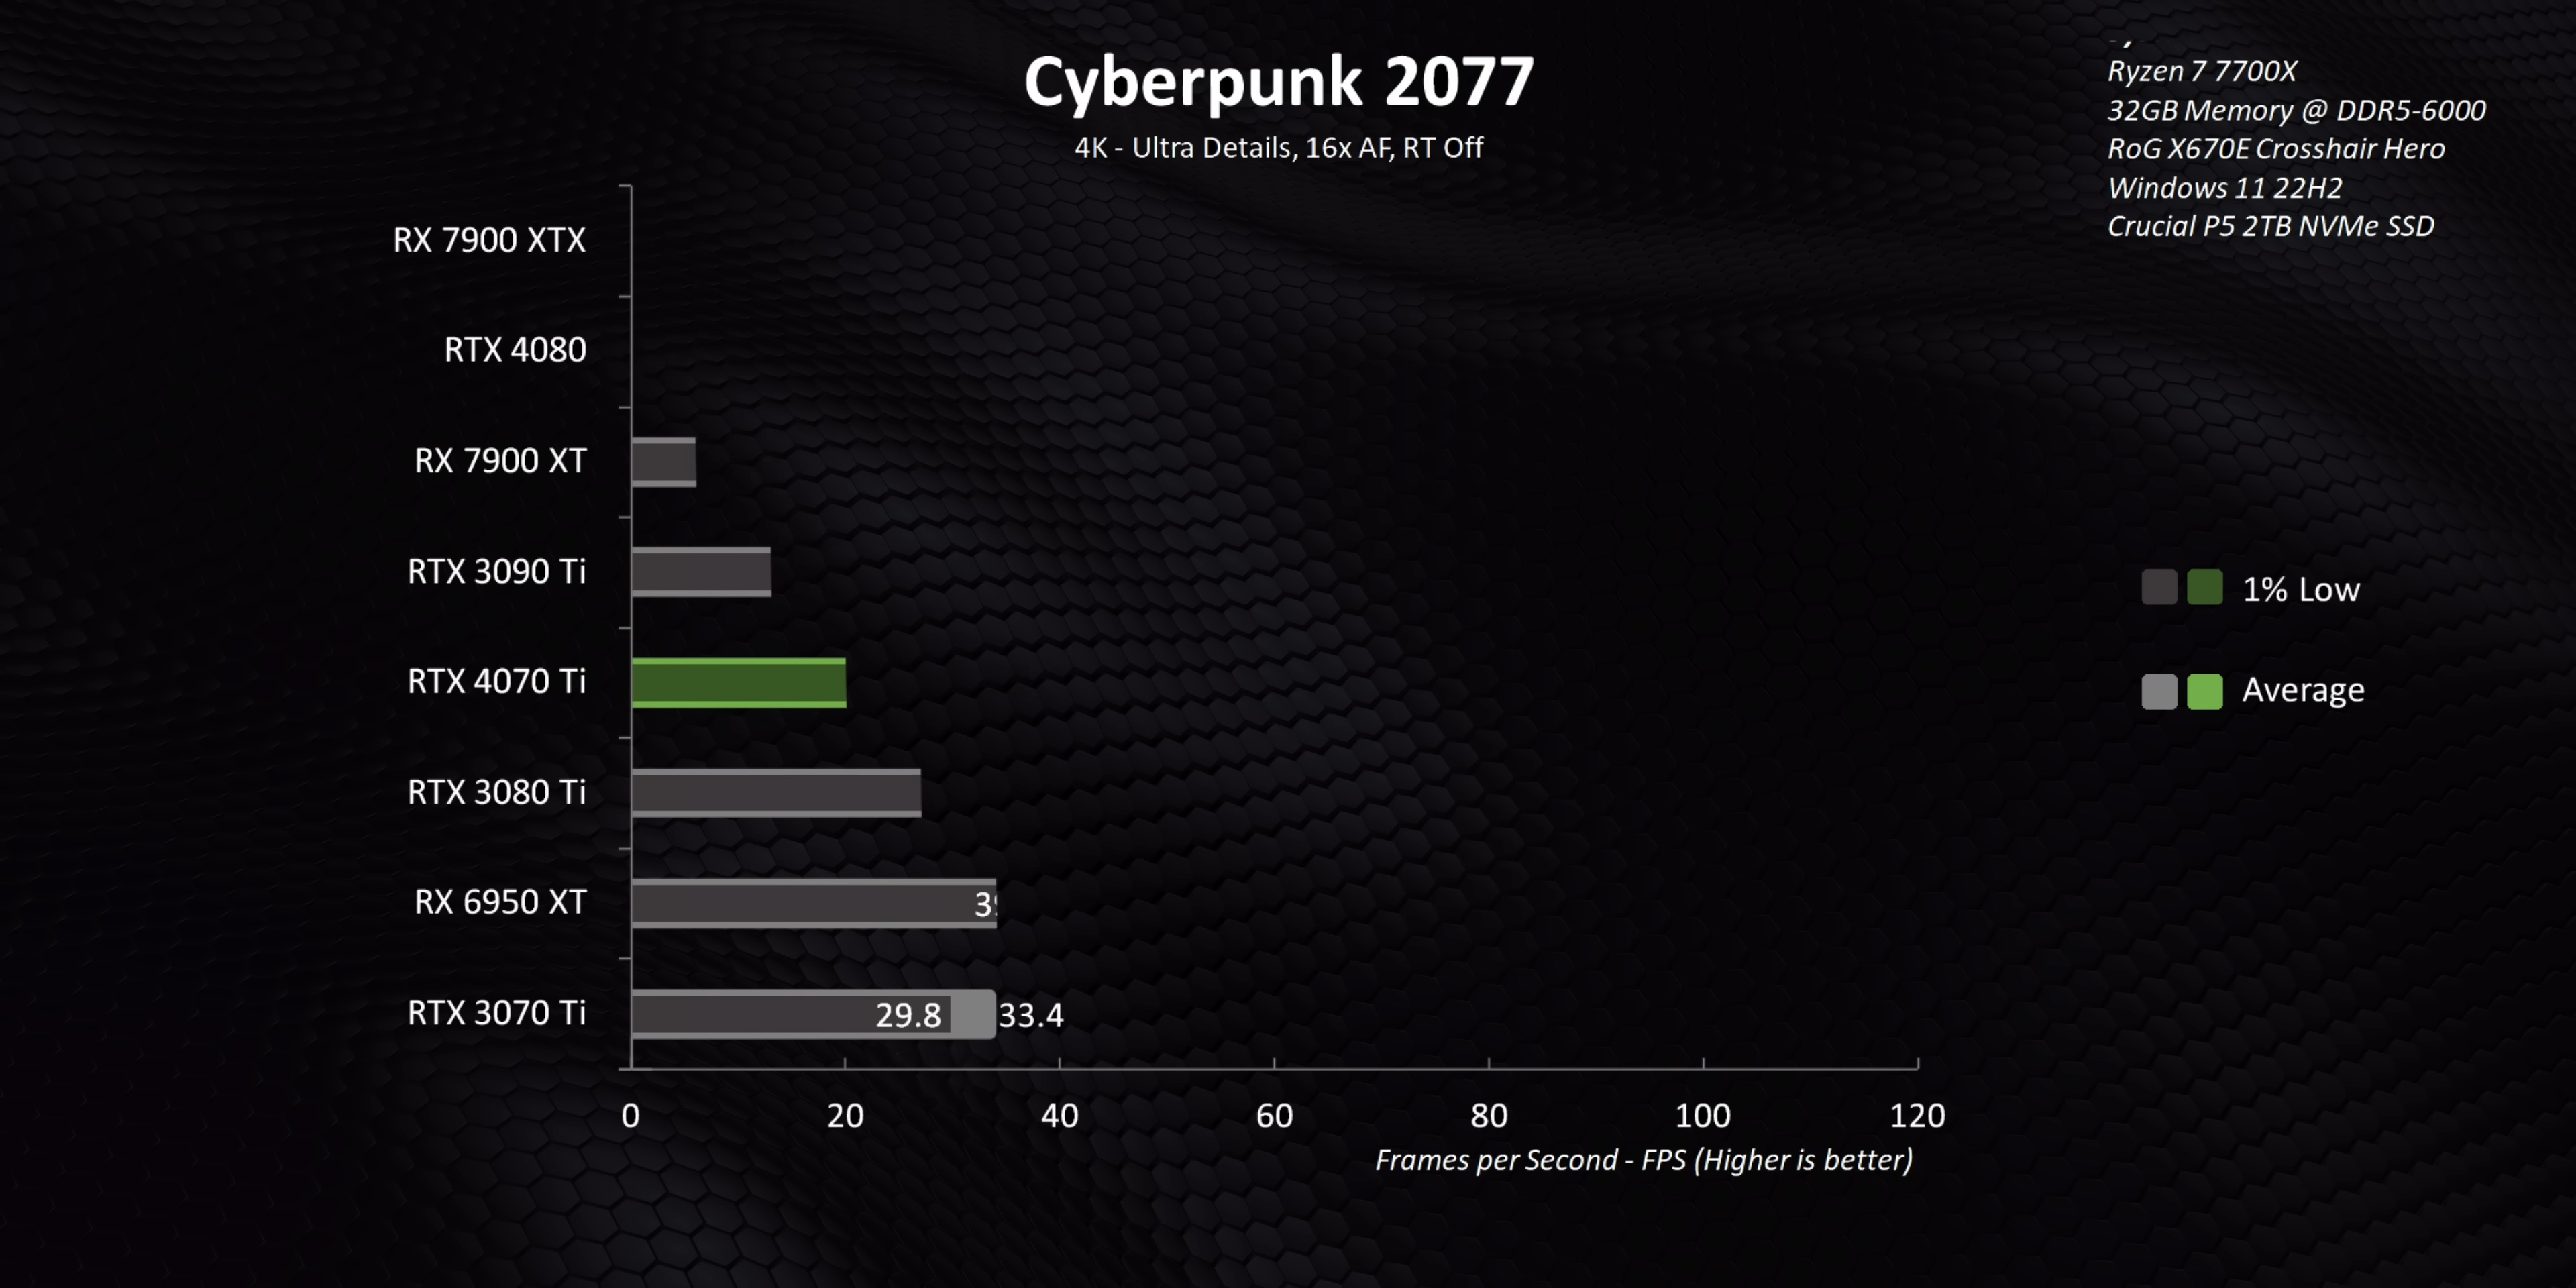 Cyberpunk 2077
4K - Ultra Details, 16x AF, RT Off
Ryzen 7 7700X
32GB Memory @ DDR5-6000
RoG X670E Crosshair Hero
Windows 11 22H2
Crucial P5 2TB NVMe SSD
RX 7900 XTX
RTX 4080
RX 7900 XT
RTX 3090 Ti
RTX 4070 Ti
RTX 3080 Ti
RX 6950 XT
RTX 3070 Ti 29.8 33.4
0 20 40 60 80 100 120
Frames per Second - FPS (Higher is better)
1% Low
Average